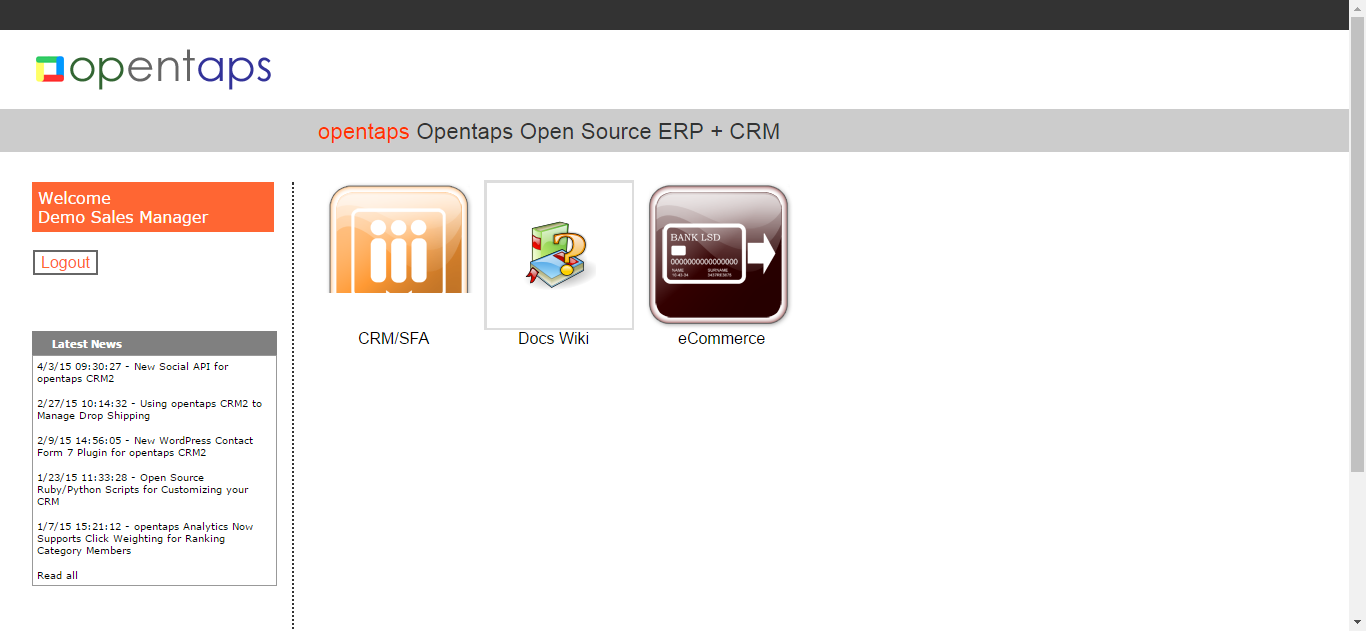 opentaps
opentaps Opentaps Open Source ERP + CRM
Welcome
Demo Sales Manager
Logout
Latest News
4/3/15 09:30:27 - New Social API for
opentaps CRM2
2/27/15 10:14:32 - Using opentaps CRM2 to
Manage Drop Shipping
2/9/15 14:56:05 - New WordPress Contact
Form 7 Plugin for opentaps CRM2
1/23/15 11:33:28 - Open Source
Ruby/Python Scripts for Customizing your
CRM
1/7/15 15:21:12 - opentaps Analytics Now
Supports Click Weighting for Ranking
Category Members
Read all
CRM/SFA
?
Docs Wiki
BANK LSD
NAME SURNAME
eCommerce